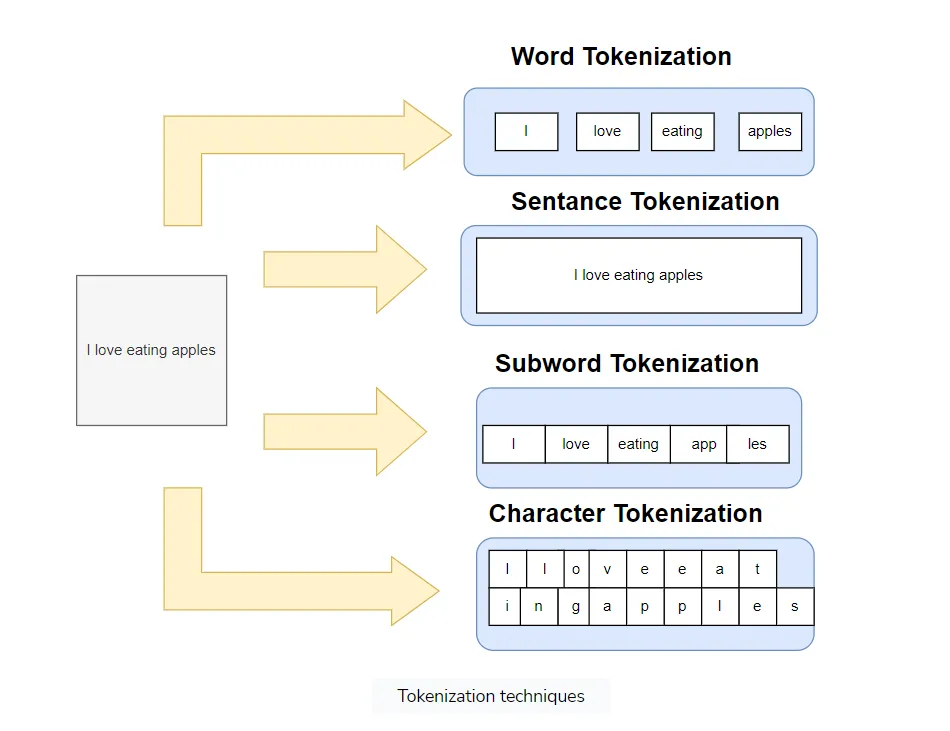 Word Tokenization
I love eating apples
Sentance Tokenization
I love eating apples
I love eating apples
Subword Tokenization
I love eating app les
Character Tokenization
I l o v e e a t
i n g a p p l e s
Tokenization techniques